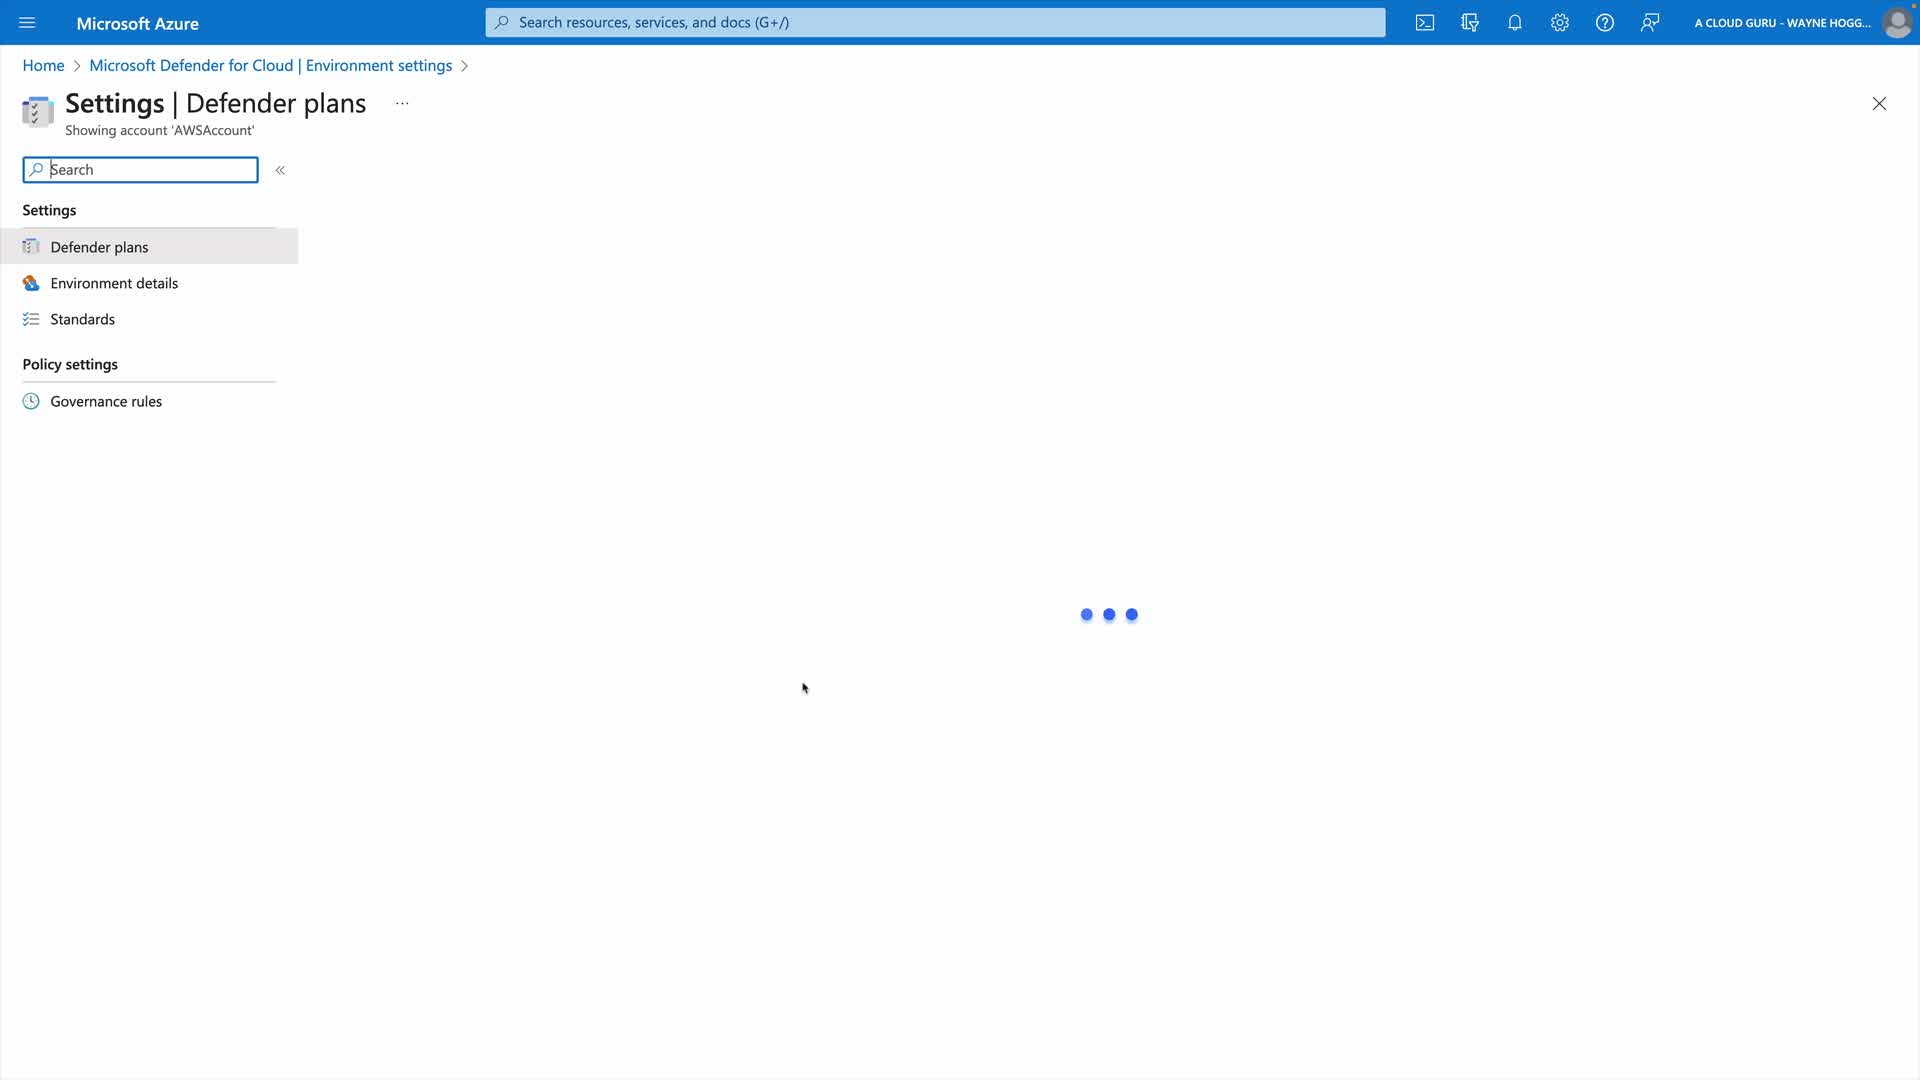 Microsoft Azure
Search resources, services, and docs (G+/)
A CLOUD GURU - WAYNE HOGG...
Home > Microsoft Defender for Cloud | Environment settings >
Settings | Defender plans ...
Showing account 'AWSAccount'
Search
Settings
Defender plans
Environment details
Standards
Policy settings
Governance rules